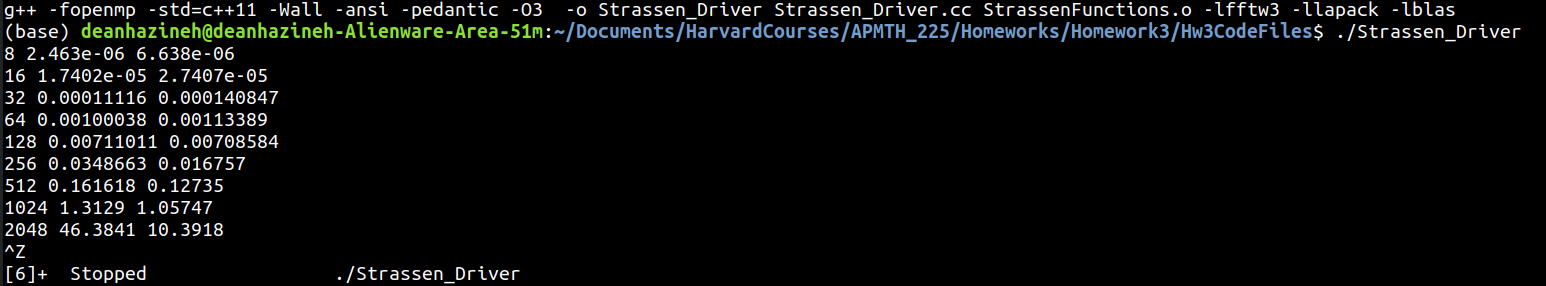 g++ -fopenmp -std=c++11 -Wall -ansi -pedantic -O3  -o Strassen_Driver Strassen_Driver.cc StrassenFunctions.o -lfftw3 -llapack -lblas
(base) deanhazineh@deanhazineh-Alienware-Area-51m:~/Documents/HarvardCourses/APMTH_225/Homeworks/Homework3/Hw3CodeFiles$ ./Strassen_Driver
8 2.463e-06 6.638e-06
16 1.7402e-05 2.7407e-05
32 0.00011116 0.000140847
64 0.00100038 0.00113389
128 0.00711011 0.00708584
256 0.0348663 0.016757
512 0.161618 0.12735
1024 1.3129 1.05747
2048 46.3841 10.3918
^Z
[6]+  Stopped                 ./Strassen_Driver